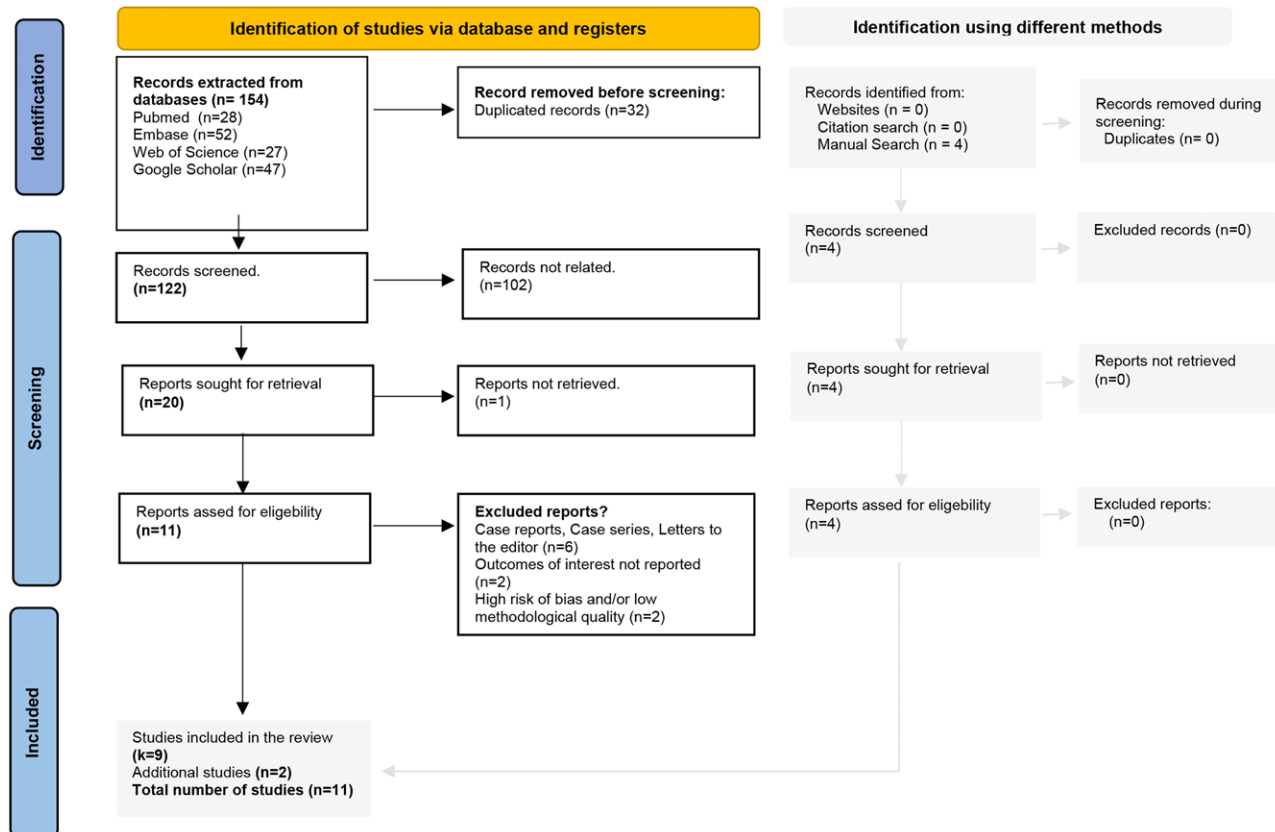 Identification of studies via database and registers
Identification using different methods
Identification
Records extracted from
databases (n= 154)
Pubmed (n=28)
Embase (n=52)
Web of Science (n=27)
Google Scholar (n=47)
Record removed before screening:
Duplicated records (n=32)
Records identified from:
Websites (n = 0)
Citation search (n = 0)
Manual Search (n = 4)
Records removed during
screening:
Duplicates (n= 0)
Screening
Records screened.
(n=122)
Records not related.
(n=102)
Records screened
(n=4)
Excluded records (n=0)
Reports sought for retrieval
(n=20)
Reports not retrieved.
(n=1)
Reports sought for retrieval
(n=4)
Reports not retrieved
(n=0)
Reports assed for eligebility
(n=11)
Excluded reports?
Case reports, Case series, Letters to
the editor (n=6)
Outcomes of interest not reported
(n=2)
High risk of bias and/or low
methodological quality (n=2)
Reports assed for eligebility
(n=4)
Excluded reports:
(n=0)
Included
Studies included in the review
(k=9)
Additional studies (n=2)
Total number of studies (n=11)